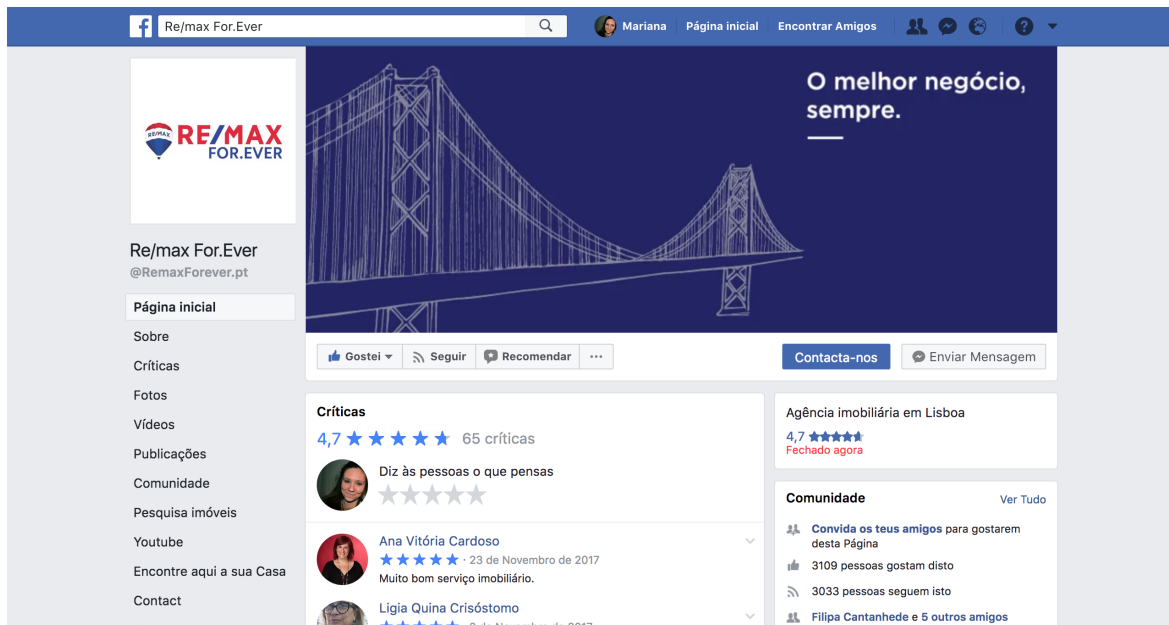 Re/max For.Ever
Mariana
Página inicial
Encontrar Amigos
RE/MAX
RE/MAX
FOR.EVER
O melhor negócio,
sempre.
Re/max For.Ever
@RemaxForever.pt
Página inicial
Sobre
Críticas
Fotos
Vídeos
Publicações
Comunidade
Pesquisa imóveis
Youtube
Encontre aqui a sua Casa
Contact
Gostei
Seguir
Recomendar
Contacta-nos
Enviar Mensagem
Críticas
4,7
65 críticas
Diz às pessoas o que pensas
Ana Vitória Cardoso
· 23 de Novembro de 2017
Muito bom serviço imobiliário.
Ligia Quina Crisóstomo
Agência imobiliária em Lisboa
4,7
Fechado agora
Comunidade
Ver Tudo
Convida os teus amigos para gostarem
desta Página
3109 pessoas gostam disto
3033 pessoas seguem isto
Filipa Cantanhede e 5 outros amigos